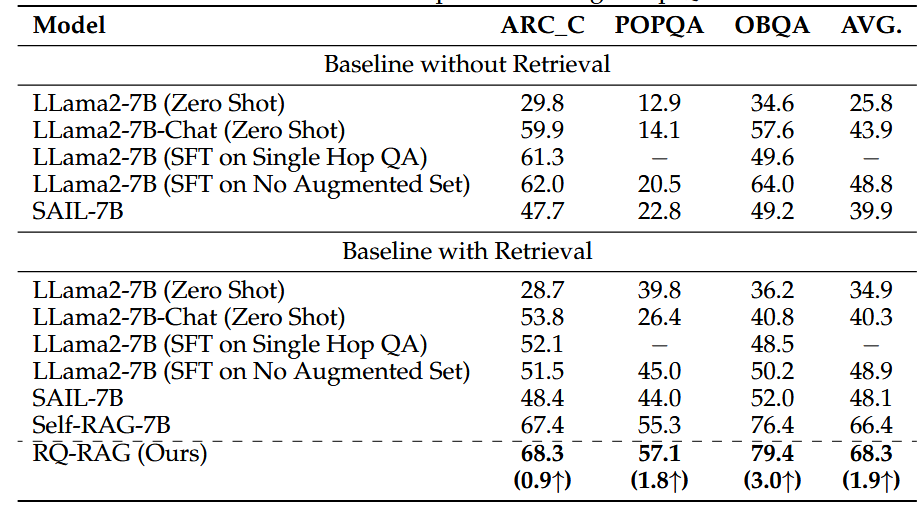 Model ARC_C POPQA OBQA AVG.
Baseline without Retrieval
LLama2-7B (Zero Shot) 29.8 12.9 34.6 25.8
LLama2-7B-Chat (Zero Shot) 59.9 14.1 57.6 43.9
LLama2-7B (SFT on Single Hop QA) 61.3 − 49.6 −
LLama2-7B (SFT on No Augmented Set) 62.0 20.5 64.0 48.8
SAIL-7B 47.7 22.8 49.2 39.9
Baseline with Retrieval
LLama2-7B (Zero Shot) 28.7 39.8 36.2 34.9
LLama2-7B-Chat (Zero Shot) 53.8 26.4 40.8 40.3
LLama2-7B (SFT on Single Hop QA) 52.1 − 48.5 −
LLama2-7B (SFT on No Augmented Set) 51.5 45.0 50.2 48.9
SAIL-7B 48.4 44.0 52.0 48.1
Self-RAG-7B 67.4 55.3 76.4 66.4
RQ-RAG (Ours) 68.3 57.1 79.4 68.3
(0.9↑) (1.8↑) (3.0↑) (1.9↑)